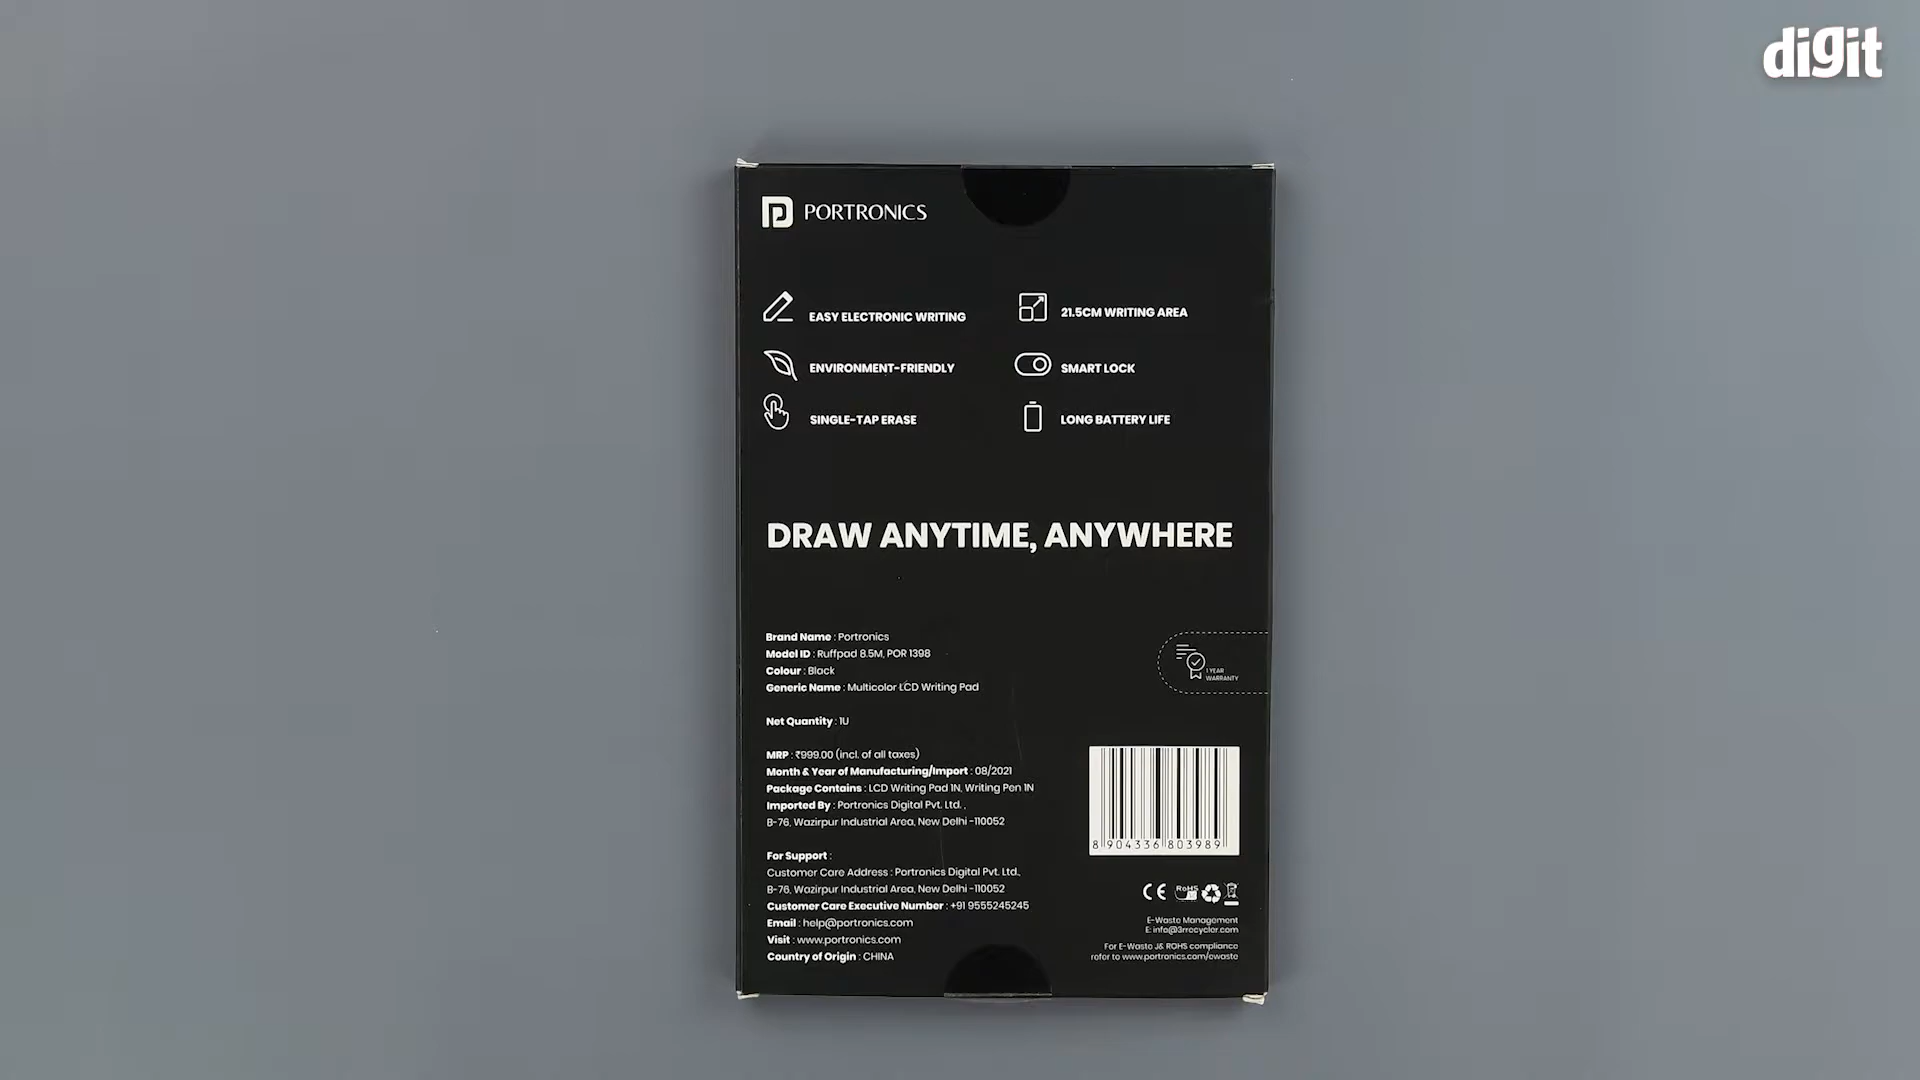 digit
PORTRONICS
EASY ELECTRONIC WRITING
21.5CM WRITING AREA
ENVIRONMENT-FRIENDLY
SMART LOCK
SINGLE-TAP ERASE
LONG BATTERY LIFE
DRAW ANYTIME, ANYWHERE
Brand Name : Portronics
Model ID : Ruffpad 8.5M, POR 1398
Colour : Black
Generic Name : Multicolor LCD Writing Pad
1 YEAR
WARRANTY
Net Quantity : 1U
MRP : ₹999.00 (incl. of all taxes)
Month & Year of Manufacturing/Import : 08/2021
Package Contains : LCD Writing Pad 1N, Writing Pen 1N
Imported By : Portronics Digital Pvt. Ltd. ,
B-76, Wazirpur Industrial Area, New Delhi -110052
8 904336 803989
For Support :
Customer Care Address : Portronics Digital Pvt. Ltd.,
B-76, Wazirpur Industrial Area, New Delhi -110052
Customer Care Executive Number : +91 9555245245
Email : help@portronics.com
Visit : www.portronics.com
Country of Origin : CHINA
CE RoHS
E-Waste Management
E: info@3rrecycler.com
For E-Waste J& ROHS compliance
refer to www.portronics.com/ewaste